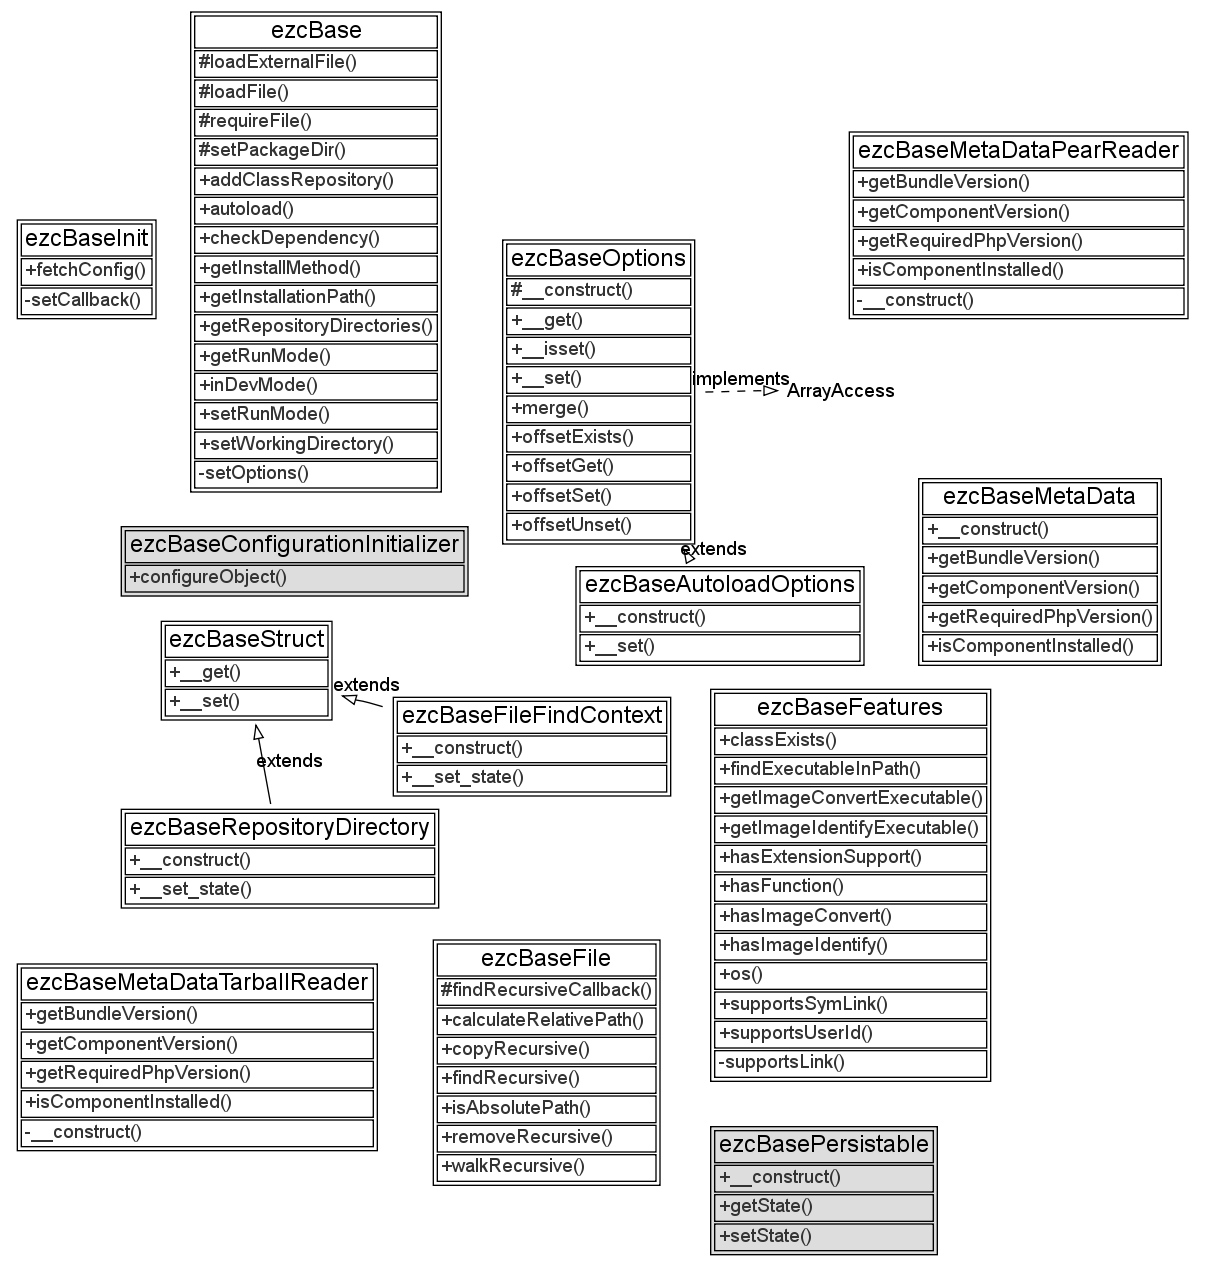 ezcBase
#loadExternalFile()
#loadFile()
#requireFile()
#setPackageDir()
+addClassRepository()
+autoload()
+checkDependency()
+getInstallMethod()
+getInstallationPath()
+getRepositoryDirectories()
+getRunMode()
+inDevMode()
+setRunMode()
+setWorkingDirectory()
-setOptions()
ezcBaseMetaDataPearReader
+getBundleVersion()
+getComponentVersion()
+getRequiredPhpVersion()
+isComponentInstalled()
-__construct()
ezcBaseInit
+fetchConfig()
-setCallback()
ezcBaseOptions
#__construct()
+__get()
+__isset()
+__set()
+merge()
+offsetExists()
+offsetGet()
+offsetSet()
+offsetUnset()
implements
ArrayAccess
ezcBaseMetaData
+__construct()
+getBundleVersion()
+getComponentVersion()
+getRequiredPhpVersion()
+isComponentInstalled()
ezcBaseConfigurationInitializer
+configureObject()
extends
ezcBaseAutoloadOptions
+__construct()
+__set()
ezcBaseStruct
+__get()
+__set()
extends
ezcBaseFileFindContext
+__construct()
+__set_state()
extends
ezcBaseRepositoryDirectory
+__construct()
+__set_state()
ezcBaseFeatures
+classExists()
+findExecutableInPath()
+getImageConvertExecutable()
+getImageIdentifyExecutable()
+hasExtensionSupport()
+hasFunction()
+hasImageConvert()
+hasImageIdentify()
+os()
+supportsSymLink()
+supportsUserId()
-supportsLink()
ezcBaseMetaDataTarballReader
+getBundleVersion()
+getComponentVersion()
+getRequiredPhpVersion()
+isComponentInstalled()
-__construct()
ezcBaseFile
#findRecursiveCallback()
+calculateRelativePath()
+copyRecursive()
+findRecursive()
+isAbsolutePath()
+removeRecursive()
+walkRecursive()
ezcBasePersistable
+__construct()
+getState()
+setState()